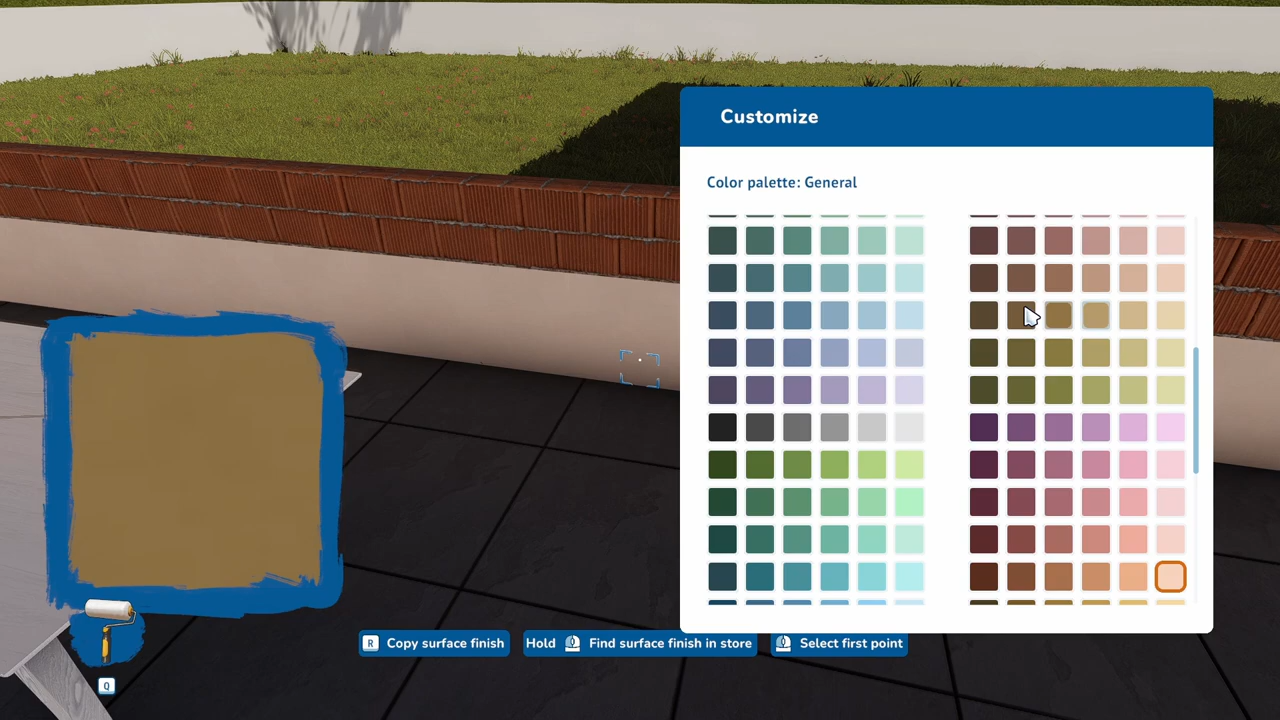 Customize
Color palette: General
R Copy surface finish
Hold Find surface finish in store
Select first point
Q